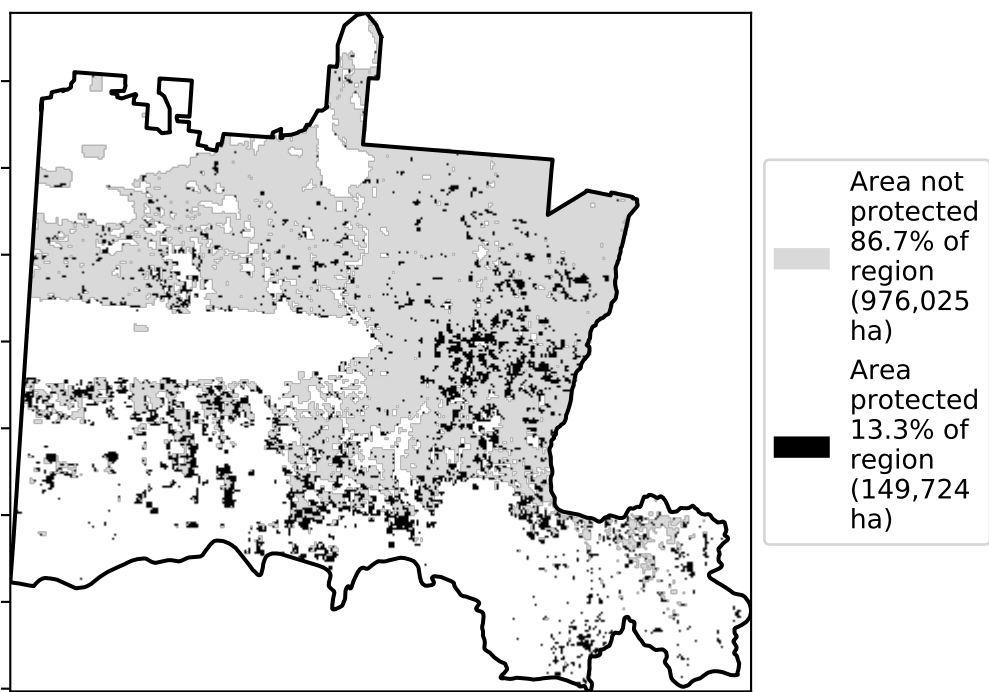 Area not
protected
86.7% of
region
(976,025
ha)
Area
protected
13.3% of
region
(149,724
ha)